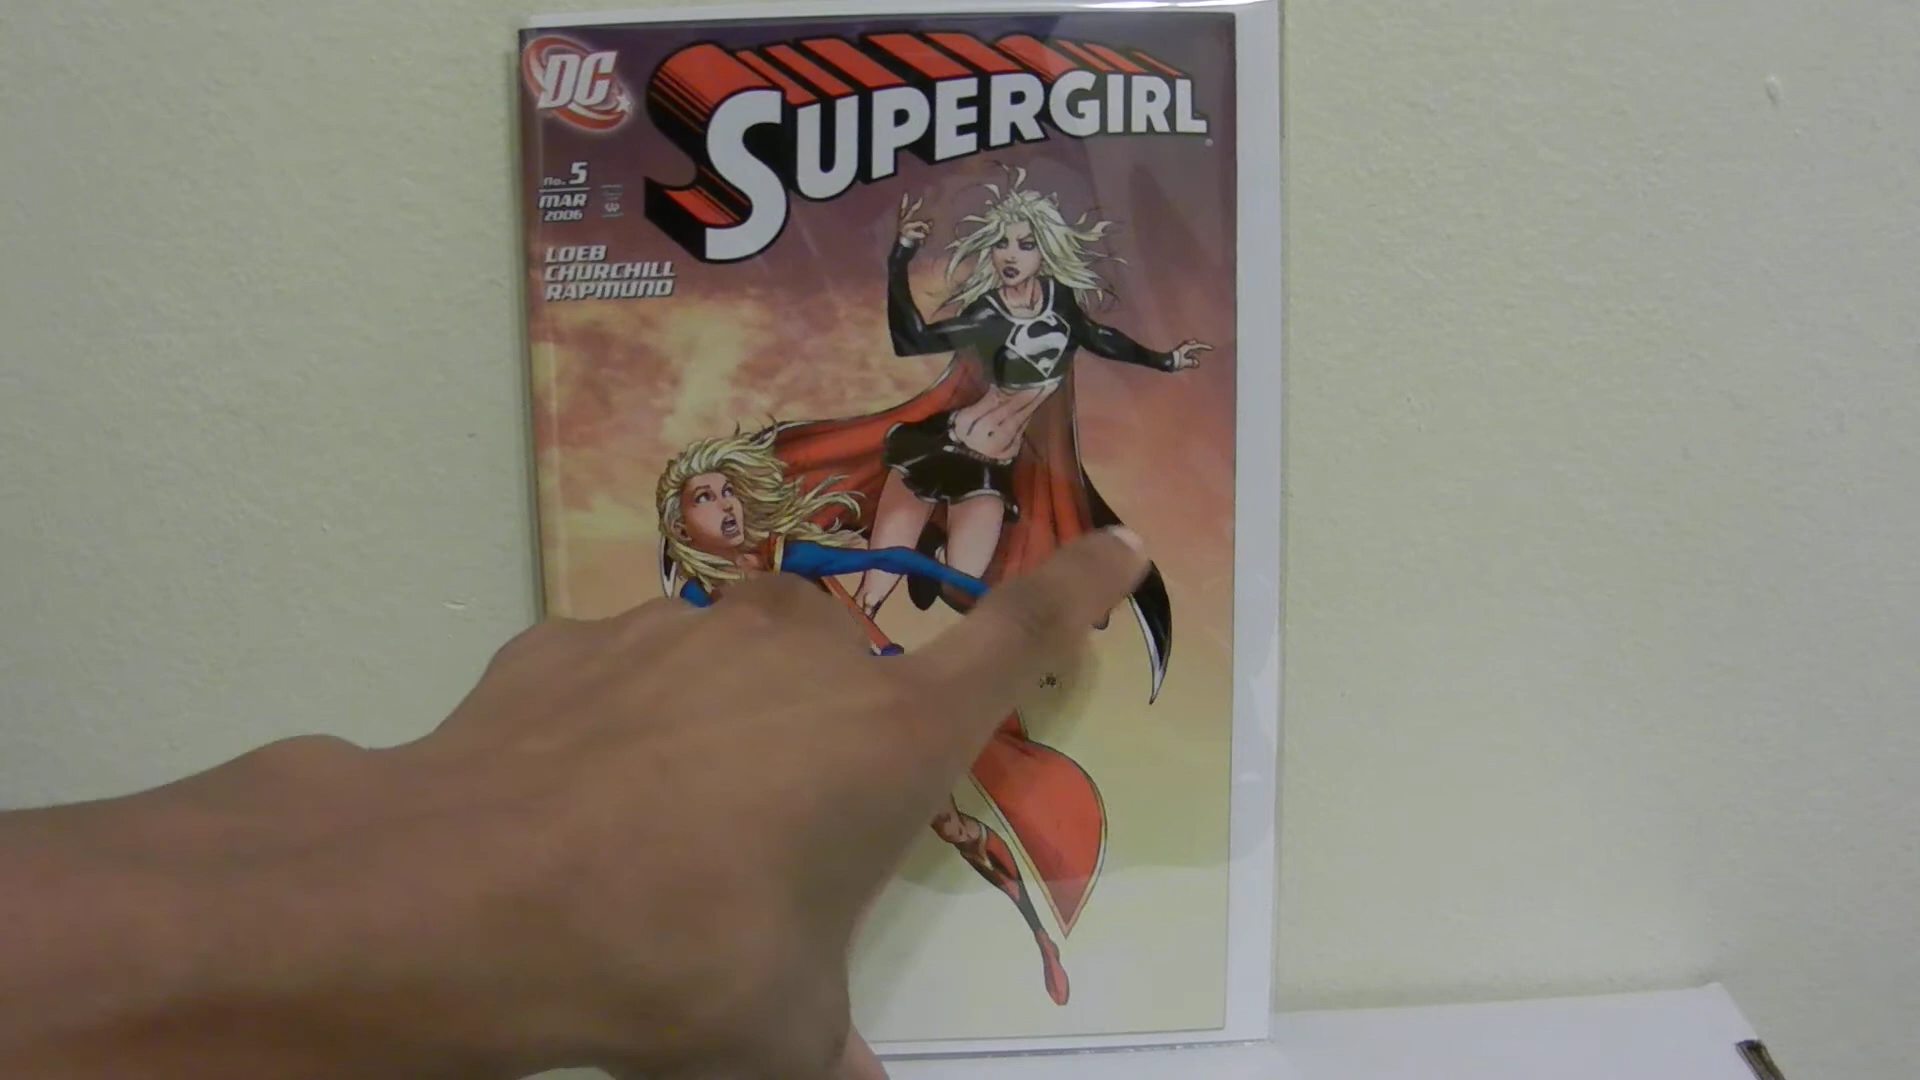 DC
SUPERGIRL
No. 5
MAR
2006
LOEB
CHURCHILL
RAPMUND